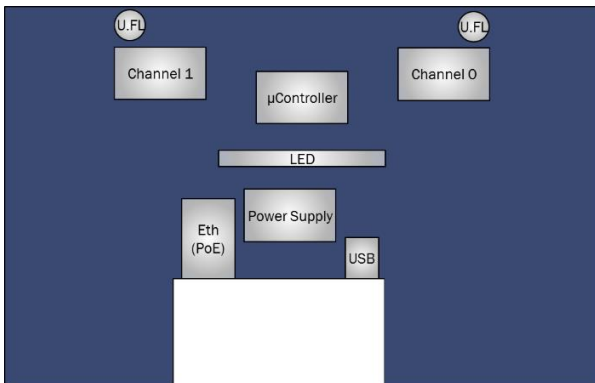 U.FL
U.FL
Channel 1
Channel 0
µController
LED
Power Supply
Eth
(PoE)
USB